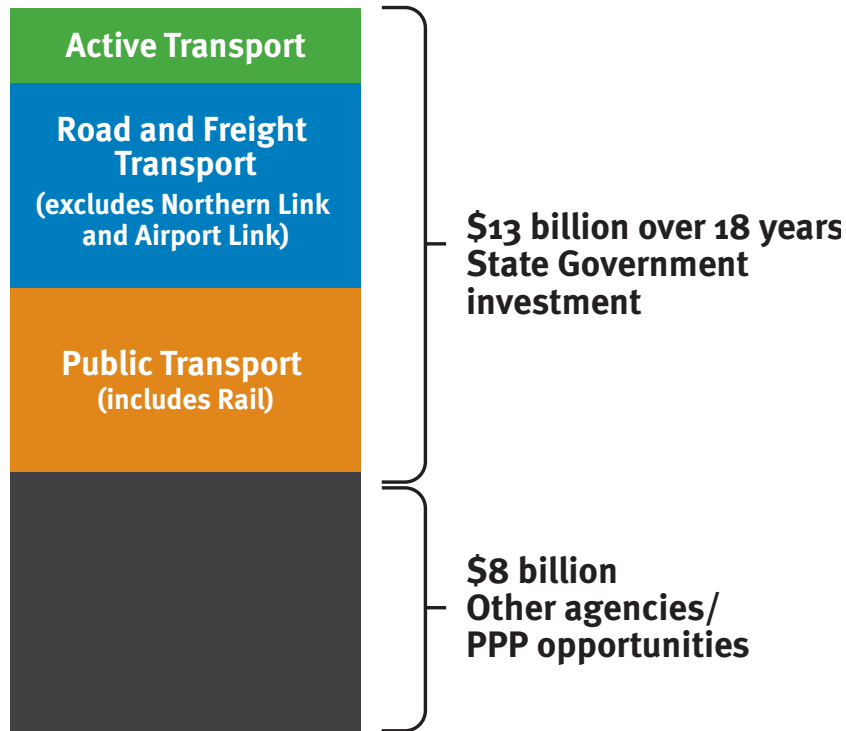 Active Transport
Road and Freight
Transport
(excludes Northern Link
and Airport Link)
Public Transport
(includes Rail)
$13 billion over 18 years
State Government
investment
$8 billion
Other agencies/
PPP opportunities